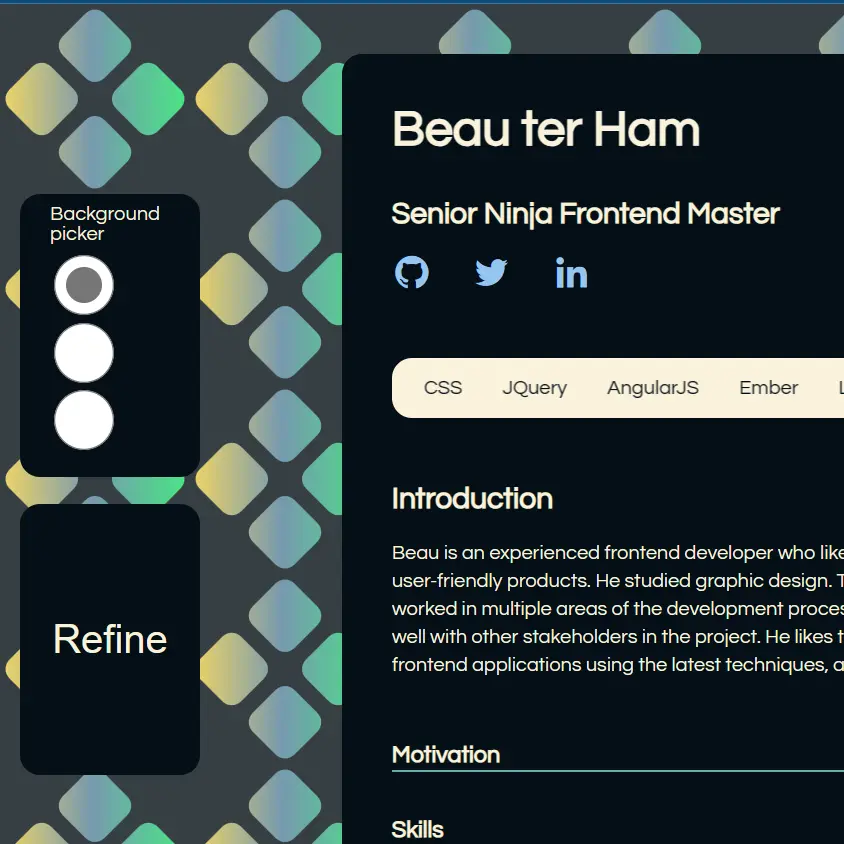 Beau ter Ham
Senior Ninja Frontend Master
Background
picker
CSS JQuery AngularJS Ember
Introduction
Beau is an experienced frontend developer who like
user-friendly products. He studied graphic design.
worked in multiple areas of the development proces
well with other stakeholders in the project. He likes
frontend applications using the latest techniques,
Refine
Motivation
Skills